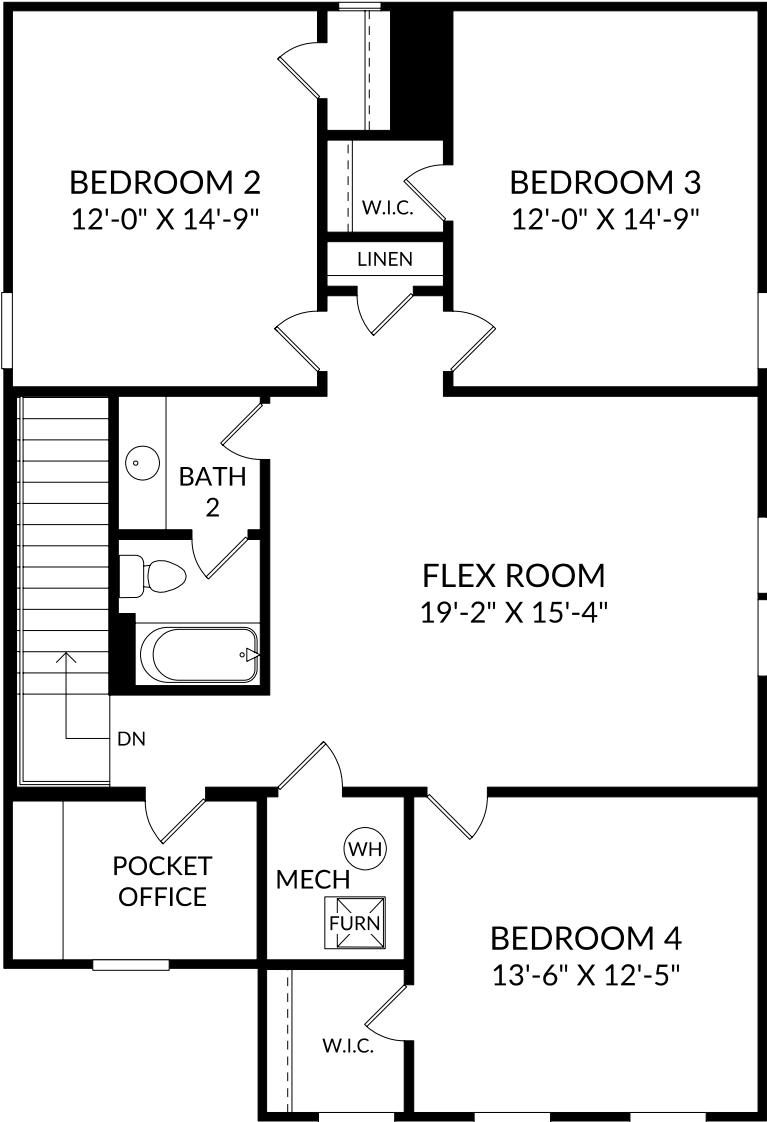 BEDROOM 2
12'-0" X 14'-9"
BEDROOM 3
12'-0" X 14'-9"
W.I.C.
LINEN
BATH
2
FLEX ROOM
19'-2" X 15'-4"
DN
POCKET
OFFICE
WH
MECH
FURN
BEDROOM 4
13'-6" X 12'-5"
W.I.C.